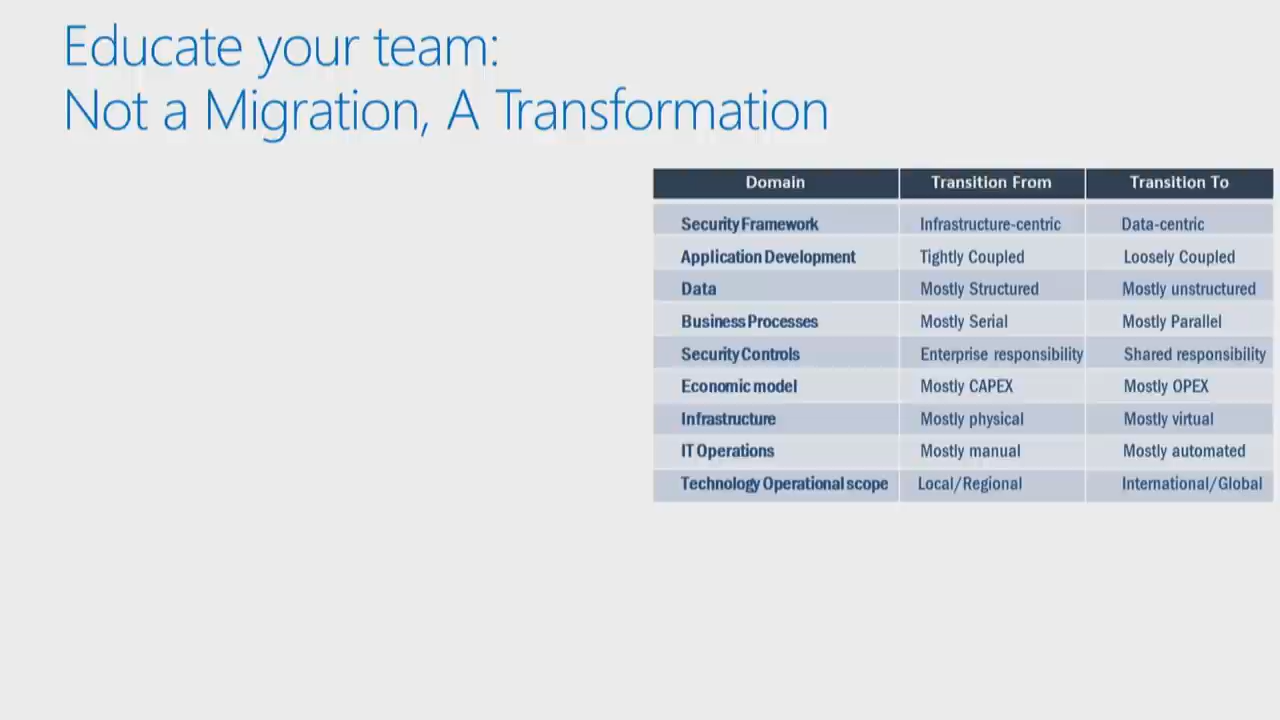 Educate your team:
Not a Migration, A Transformation
Domain Transition From Transition To
Security Framework Infrastructure-centric Data-centric
Application Development Tightly Coupled Loosely Coupled
Data Mostly Structured Mostly unstructured
Business Processes Mostly Serial Mostly Parallel
Security Controls Enterprise responsibility Shared responsibility
Economic model Mostly CAPEX Mostly OPEX
Infrastructure Mostly physical Mostly virtual
IT Operations Mostly manual Mostly automated
Technology Operational scope Local/Regional International/Global